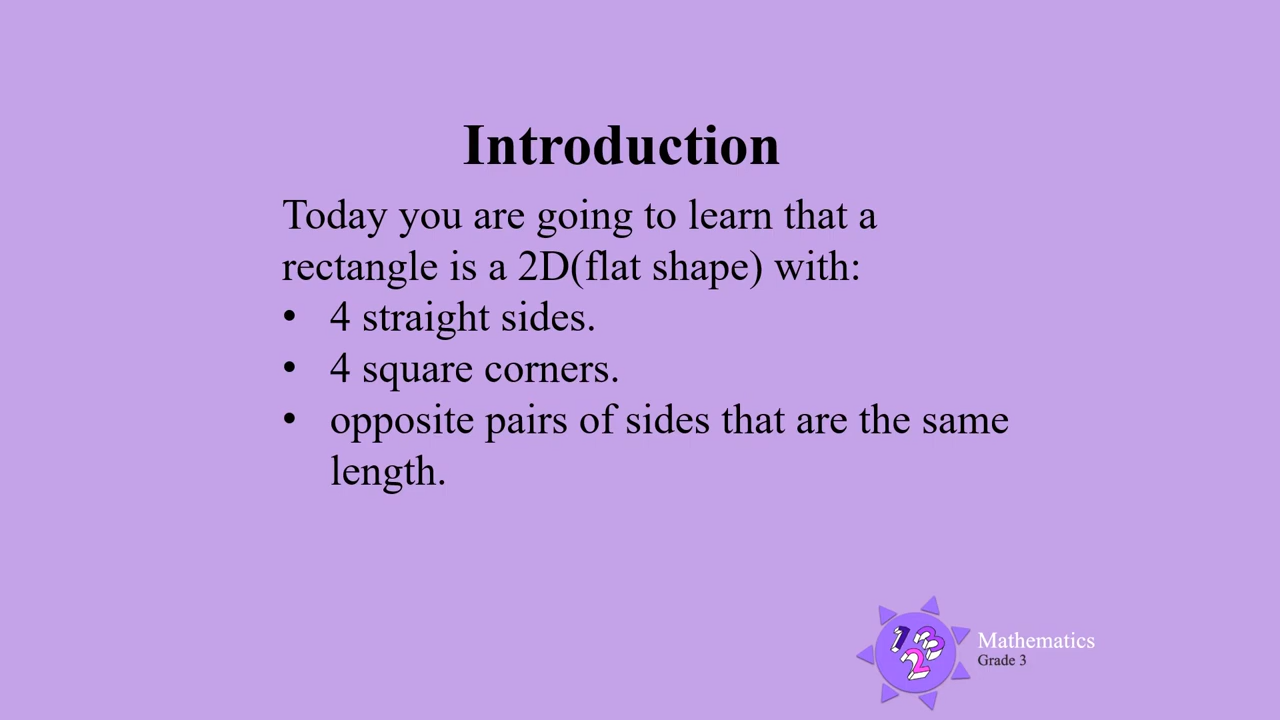 Introduction
Today you are going to learn that a
rectangle is a 2D(flat shape) with:
• 4 straight sides.
• 4 square corners.
• opposite pairs of sides that are the same
length.
123
Mathematics
Grade 3